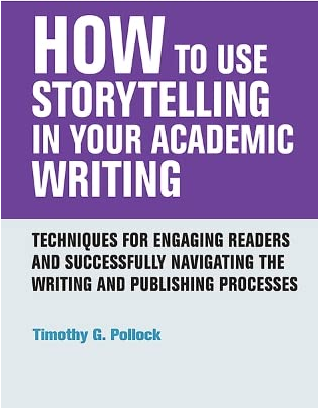 HOW TO USE
STORYTELLING
IN YOUR ACADEMIC
WRITING
TECHNIQUES FOR ENGAGING READERS
AND SUCCESSFULLY NAVIGATING THE
WRITING AND PUBLISHING PROCESSES
Timothy G. Pollock